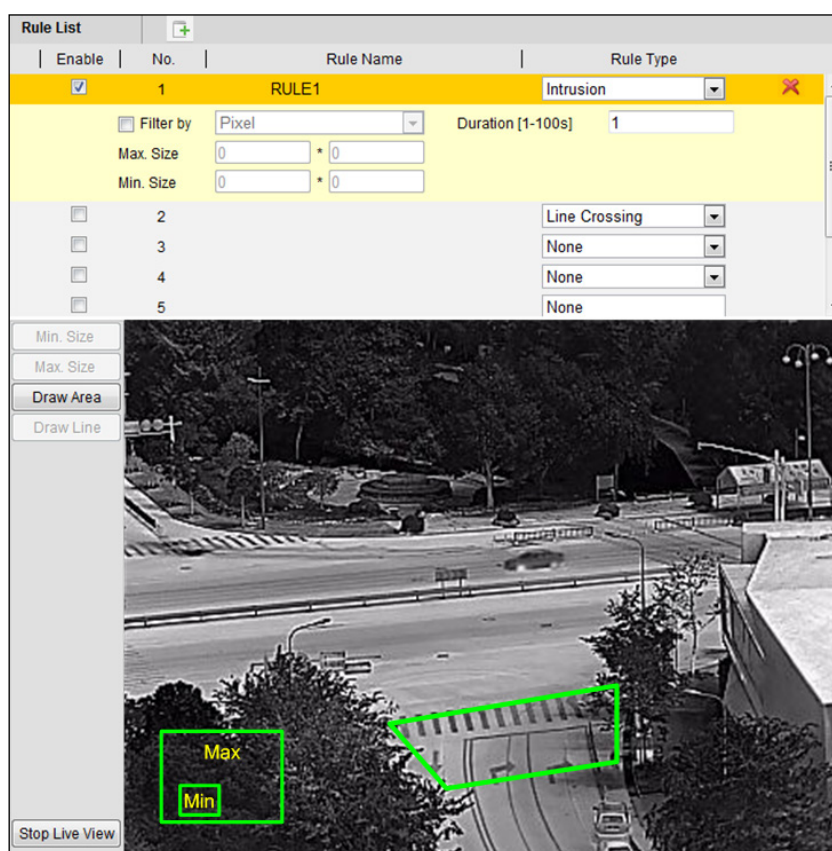 Rule List
Enable No. Rule Name Rule Type
1 RULE1 Intrusion
Filter by Pixel Duration [1-100s] 1
Max. Size 0 * 0
Min. Size 0 * 0
2 Line Crossing
3 None
4 None
5 None
Min. Size
Max. Size
Draw Area
Draw Line
Max
Min
Stop Live View